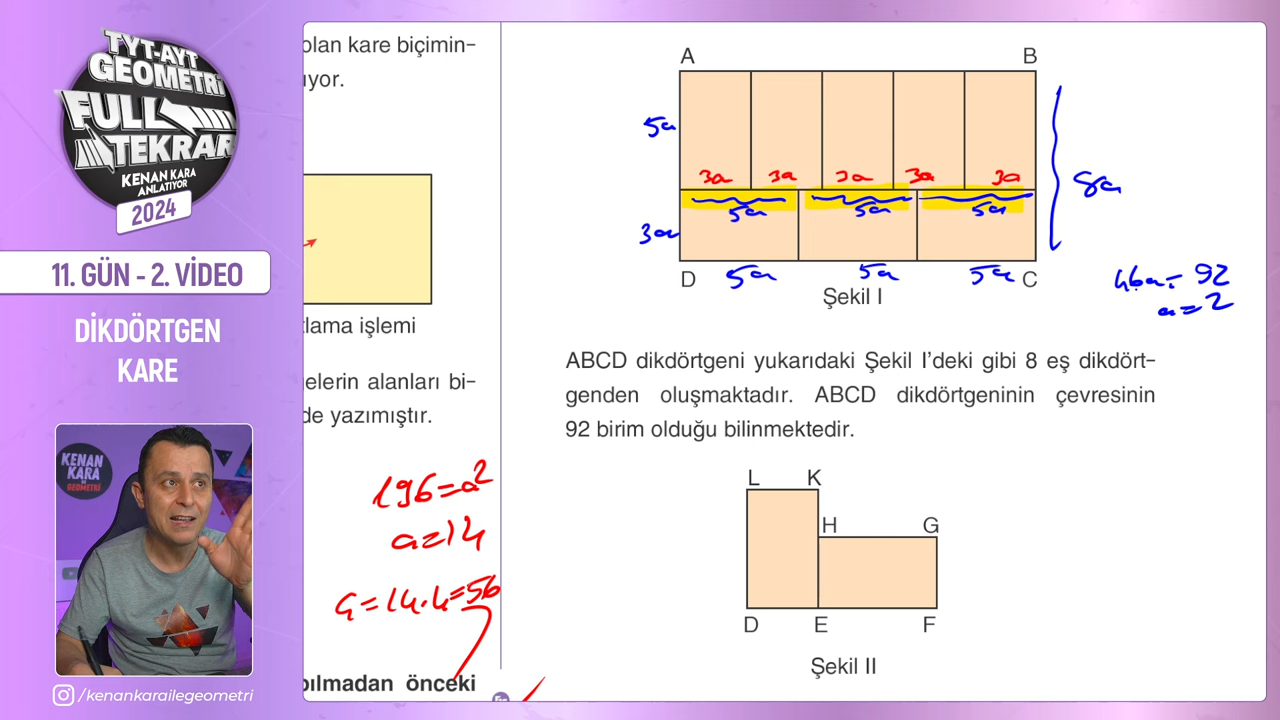 TYT-AYT
GEOMETRİ
FULL
TEKRAR
KENAN KARA
ANLATIYOR
2024
11. GÜN - 2. VİDEO
DİKDÖRTGEN
KARE
KENAN
KARA
GEOMETRİ
/kenankarailegeometri
olan kare biçimin-
ıyor.
lama işlemi
elerin alanları bi-
de yazımıştır.
196=a²
a=14
Ç=14.4=56
bılmadan önceki
A
B
5a
3a
3a
3a
3a
3a
8a
5a
5a
5a
3a
D
5a
5a
5a
C
Şekil I
46a= 92
a=2
ABCD dikdörtgeni yukarıdaki Şekil I’deki gibi 8 eş dikdört-
genden oluşmaktadır. ABCD dikdörtgeninin çevresinin
92 birim olduğu bilinmektedir.
L
K
H
G
D
E
F
Şekil II